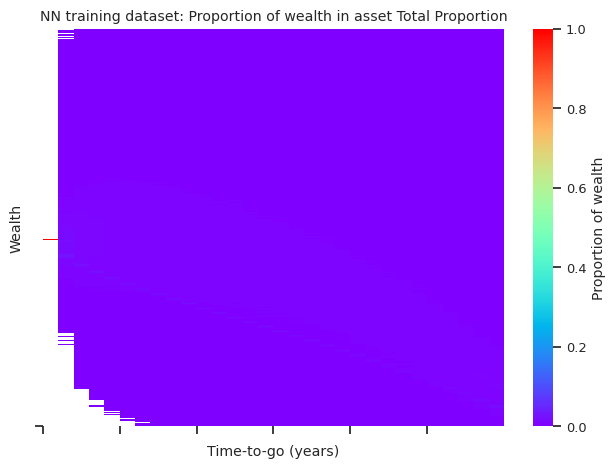 NN training dataset: Proportion of wealth in asset Total Proportion
Wealth
Time-to-go (years)
1.0
0.8
0.6
0.4
0.2
0.0
Proportion of wealth